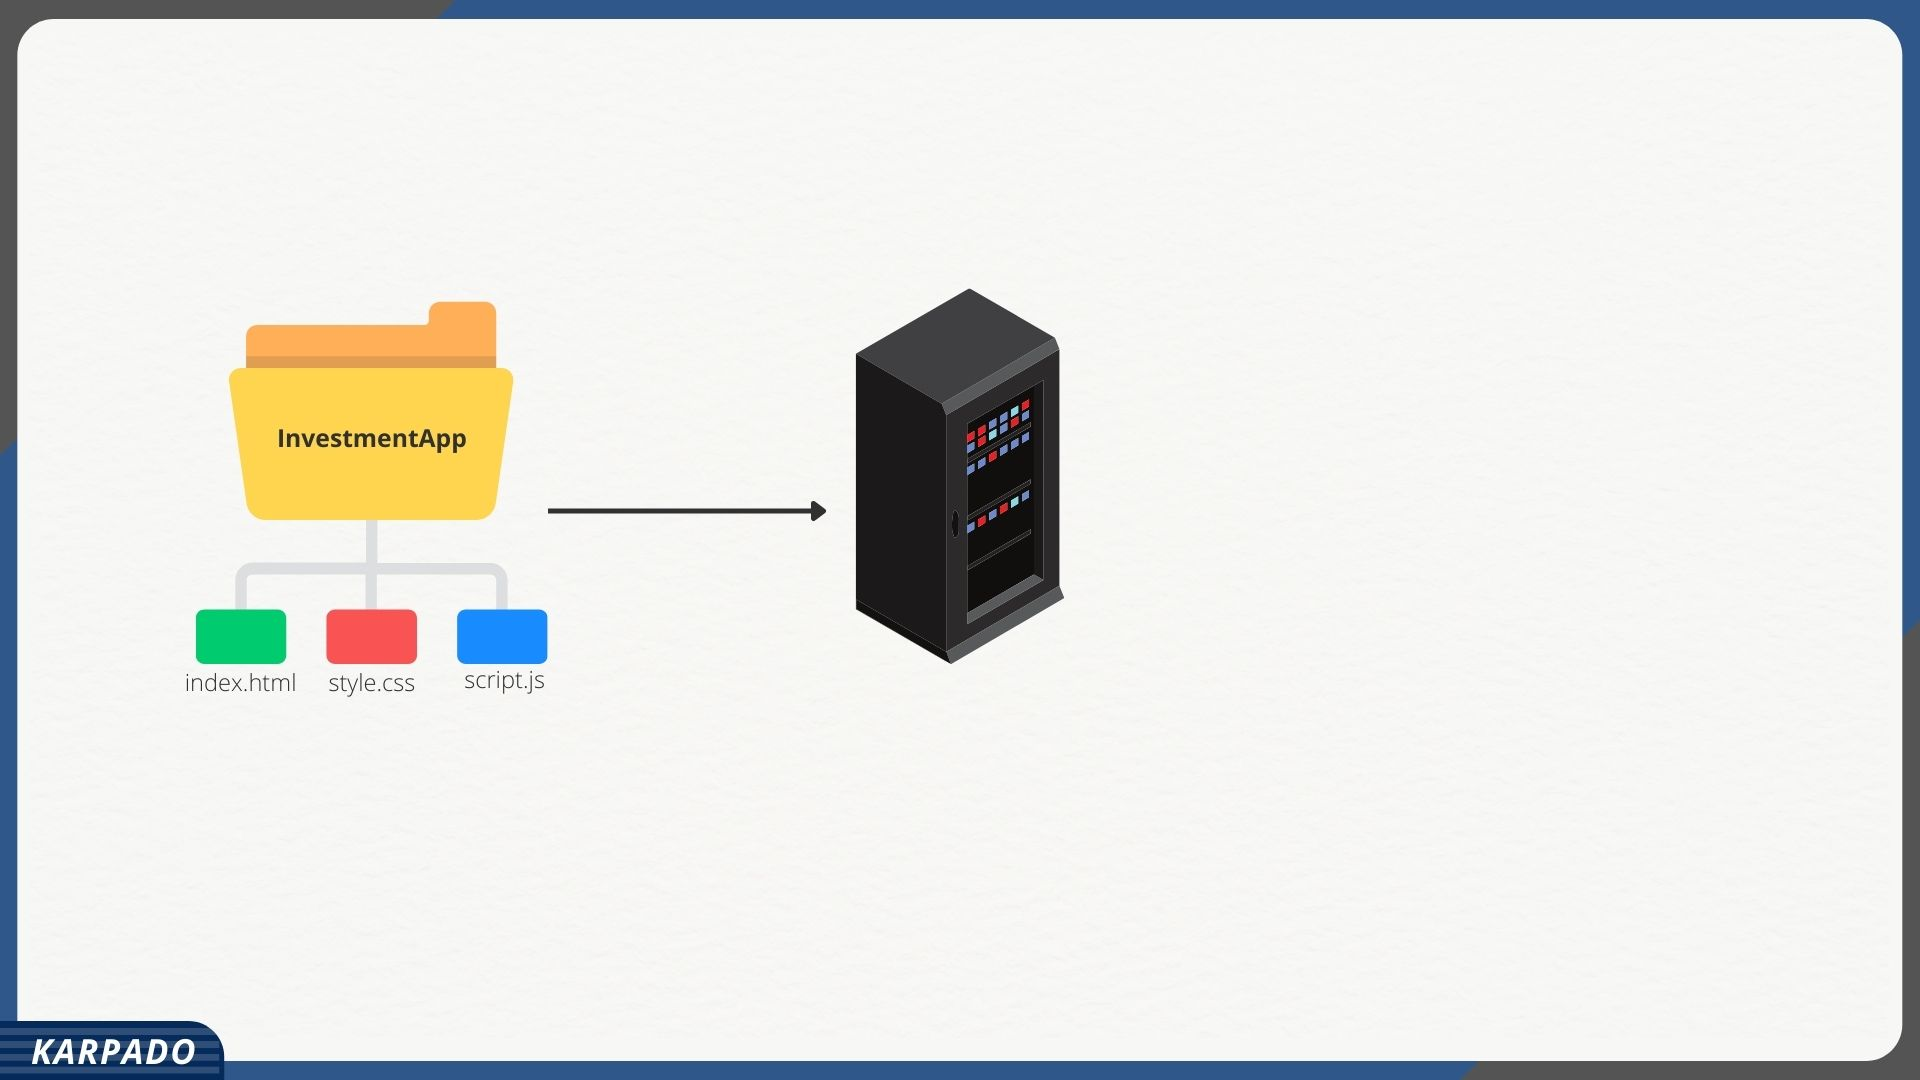 InvestmentApp
index.html
style.css
script.js
KARPADO